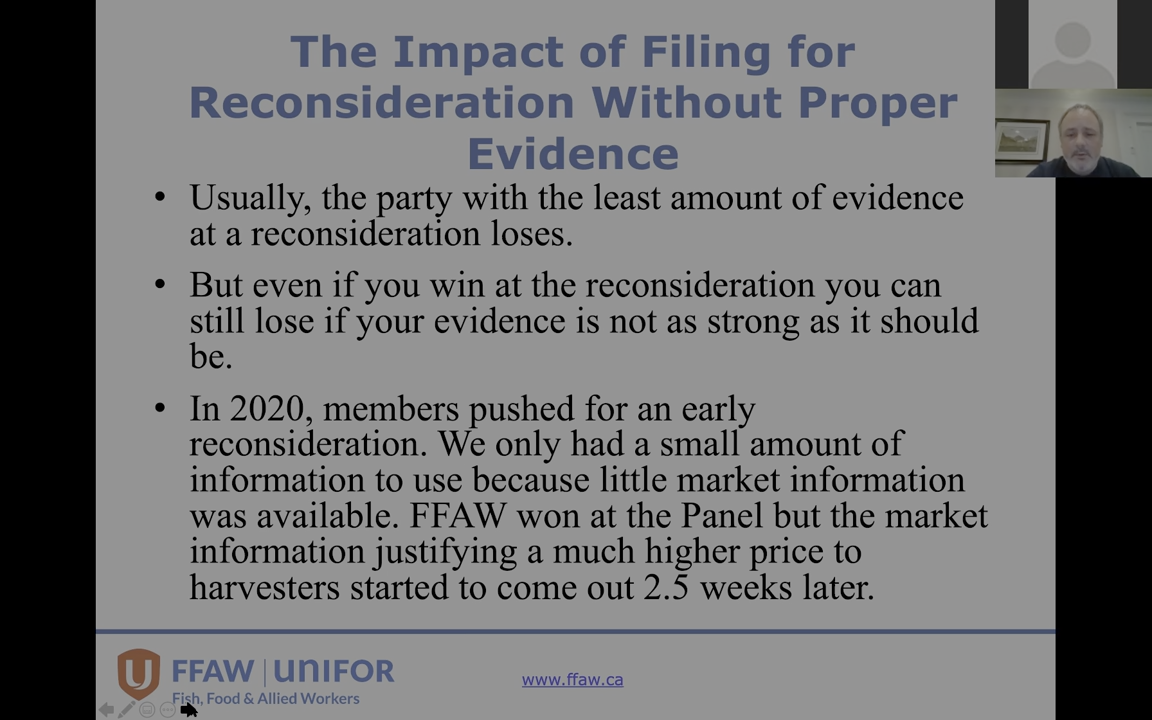 The Impact of Filing for
Reconsideration Without Proper
Evidence
• Usually, the party with the least amount of evidence
at a reconsideration loses.
• But even if you win at the reconsideration you can
still lose if your evidence is not as strong as it should
be.
• In 2020, members pushed for an early
reconsideration. We only had a small amount of
information to use because little market information
was available. FFAW won at the Panel but the market
information justifying a much higher price to
harvesters started to come out 2.5 weeks later.
FFAW | UNIFOR
Fish, Food & Allied Workers
www.ffaw.ca